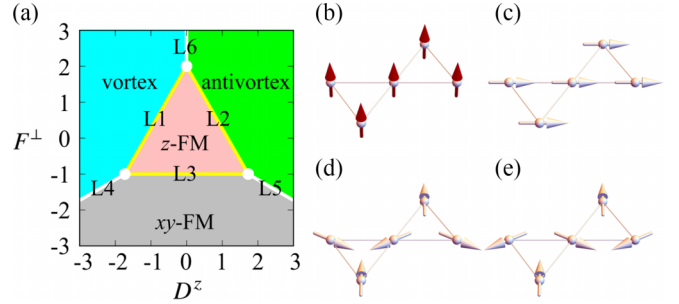 (a)
(b)
(c)
L6
3
2
1
0
-1
-2
-3
F⊥
vortex
antivortex
L1
L2
z-FM
L3
L4
L5
xy-FM
-3 -2 -1 0 1 2 3
Dᶻ
(d)
(e)